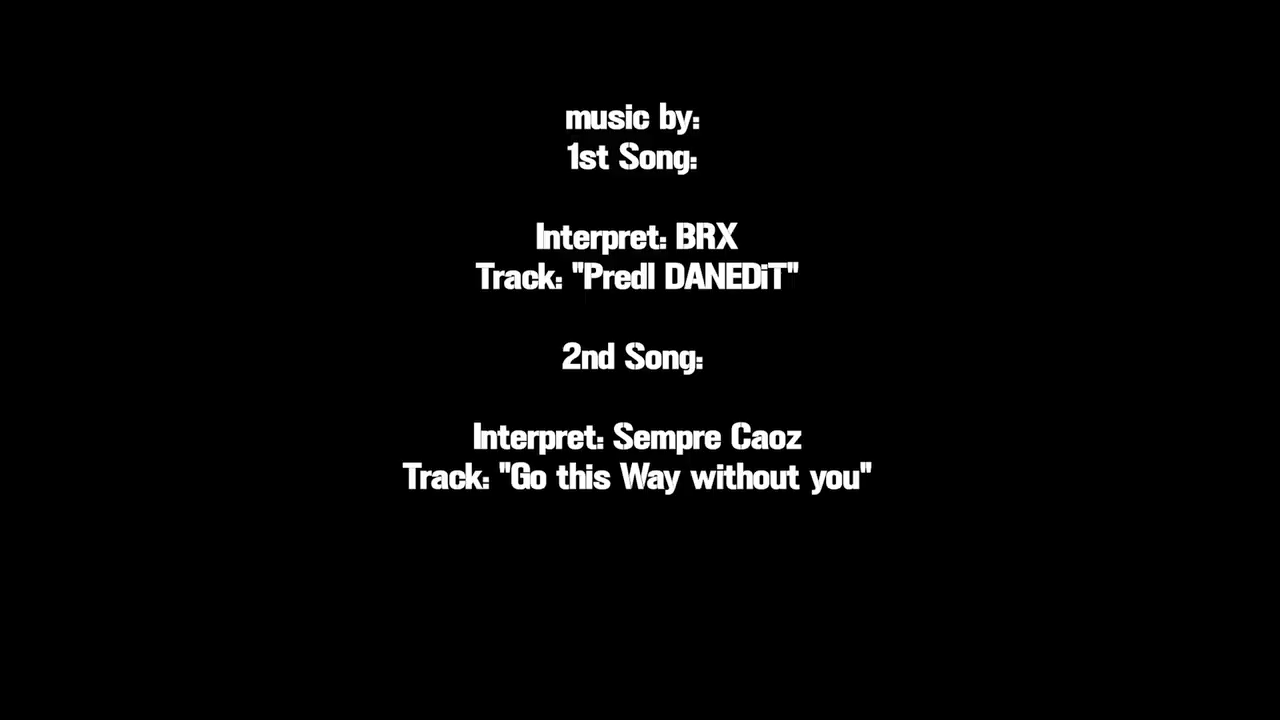 music by:
1st Song:
Interpret: BRX
Track: "Predl DANEDiT"
2nd Song:
Interpret: Sempre Caoz
Track: "Go this Way without you"